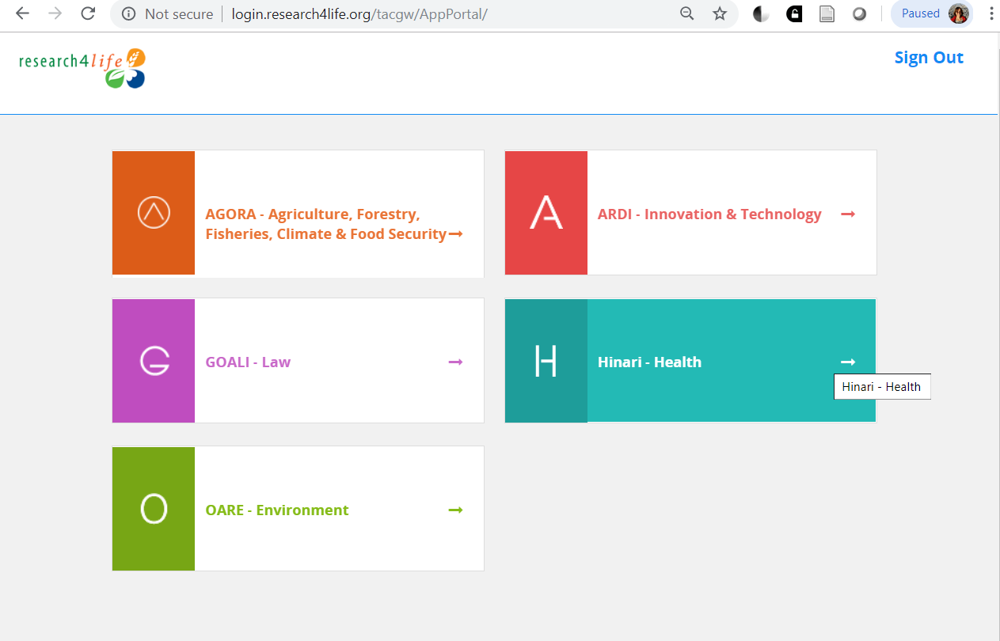 Not secure login.research4life.org/tacgw/AppPortal/ Paused
research4life
Sign Out
AGORA - Agriculture, Forestry,
Fisheries, Climate & Food Security
A
ARDI - Innovation & Technology
G
GOALI - Law
H
Hinari - Health
Hinari - Health
O
OARE - Environment